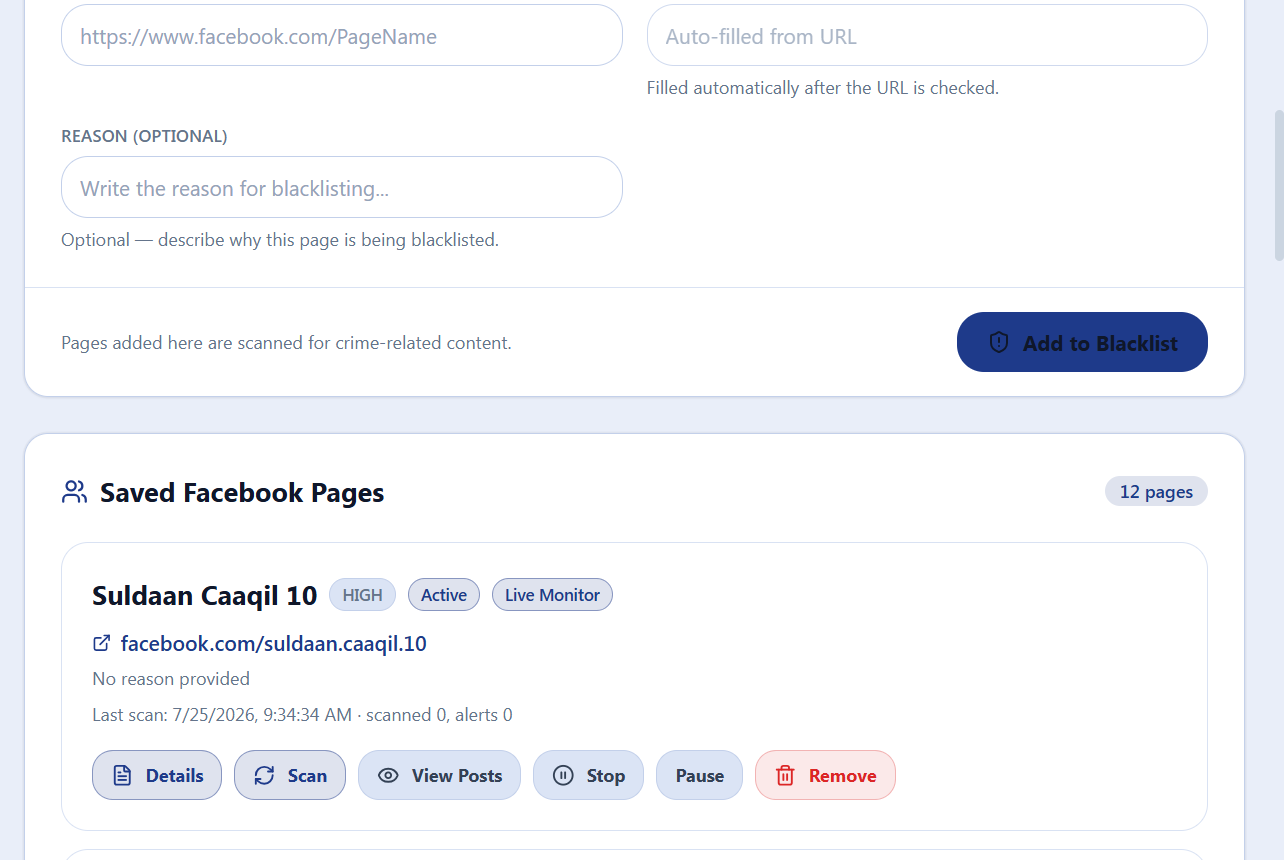 https://www.facebook.com/PageName
Auto-filled from URL
Filled automatically after the URL is checked.
REASON (OPTIONAL)
Write the reason for blacklisting...
Optional — describe why this page is being blacklisted.
Pages added here are scanned for crime-related content.
Add to Blacklist
Saved Facebook Pages
12 pages
Suldaan Caaqil 10 HIGH Active Live Monitor
facebook.com/suldaan.caaqil.10
No reason provided
Last scan: 7/25/2026, 9:34:34 AM · scanned 0, alerts 0
Details Scan View Posts Stop Pause Remove